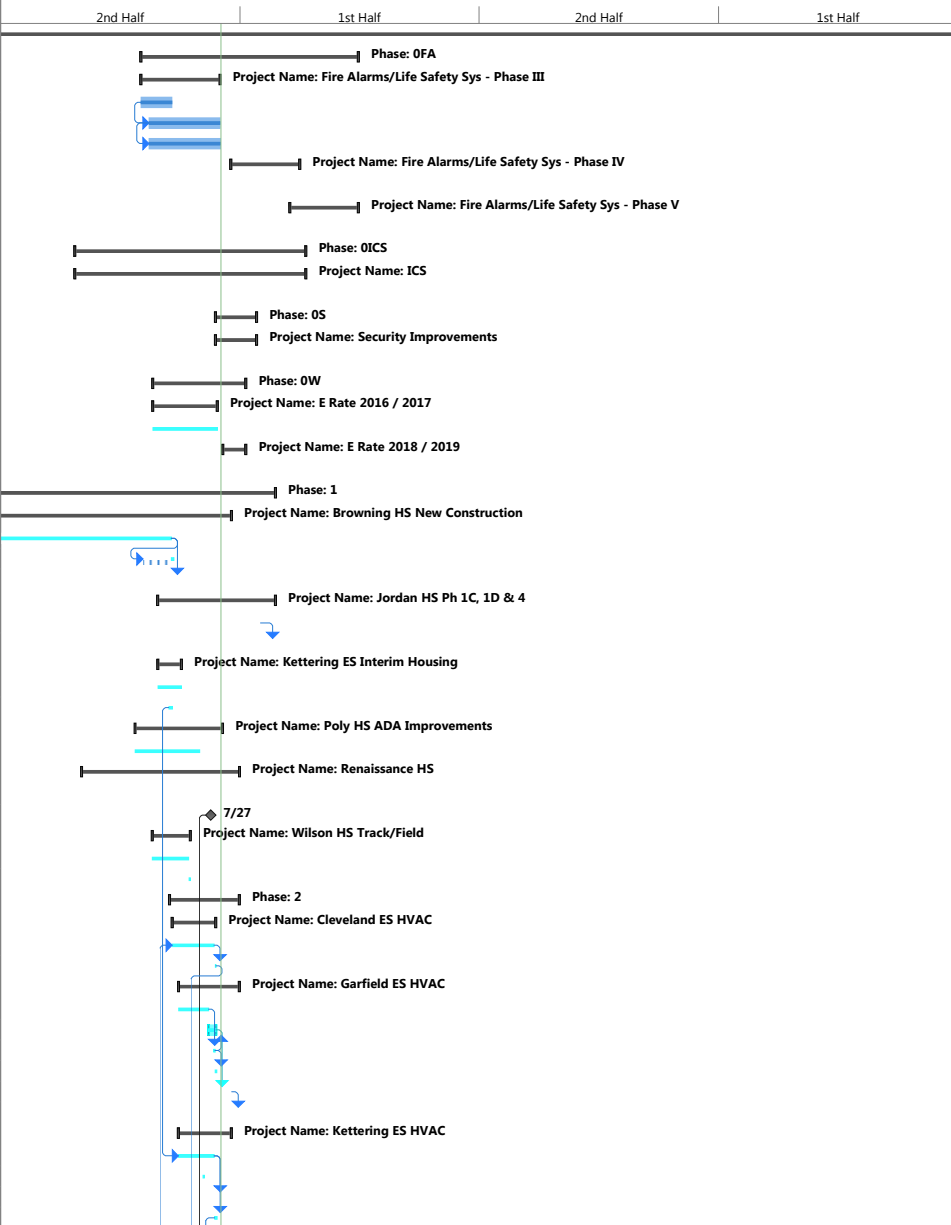 2nd Half 1st Half 2nd Half 1st Half
Phase: 0FA
Project Name: Fire Alarms/Life Safety Sys - Phase III
Project Name: Fire Alarms/Life Safety Sys - Phase IV
Project Name: Fire Alarms/Life Safety Sys - Phase V
Phase: 0ICS
Project Name: ICS
Phase: 0S
Project Name: Security Improvements
Phase: 0W
Project Name: E Rate 2016 / 2017
Project Name: E Rate 2018 / 2019
Phase: 1
Project Name: Browning HS New Construction
Project Name: Jordan HS Ph 1C, 1D & 4
Project Name: Kettering ES Interim Housing
Project Name: Poly HS ADA Improvements
Project Name: Renaissance HS
7/27
Project Name: Wilson HS Track/Field
Phase: 2
Project Name: Cleveland ES HVAC
Project Name: Garfield ES HVAC
Project Name: Kettering ES HVAC